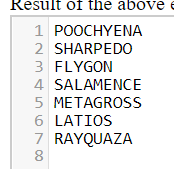 Result of the above e
1 POOCHYENA
2 SHARPEDO
3 FLYGON
4 SALAMENCE
5 METAGROSS
6 LATIOS
7 RAYQUAZA
8